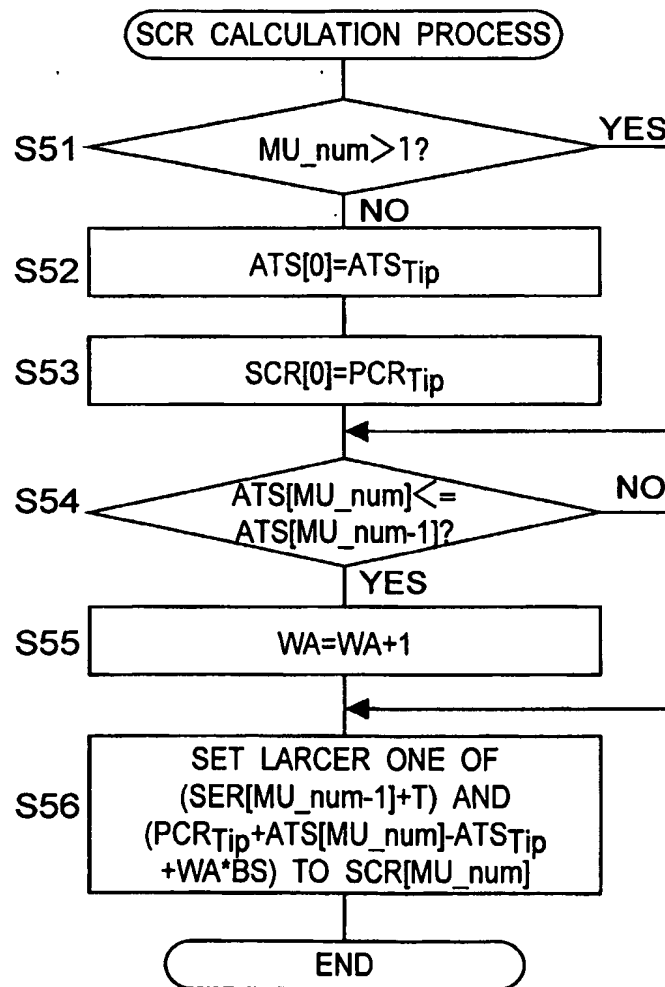 SCR CALCULATION PROCESS
S51
MU_num>1?
YES
NO
S52
ATS[0]=ATSTip
S53
SCR[0]=PCRTip
S54
ATS[MU_num]<=
ATS[MU_num-1]?
NO
YES
S55
WA=WA+1
S56
SET LARCER ONE OF
(SER[MU_num-1]+T) AND
(PCRTip+ATS[MU_num]-ATSTip
+WA*BS) TO SCR[MU_num]
END